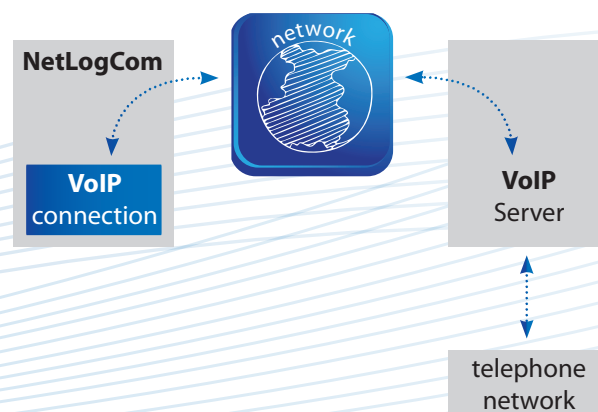 network
NetLogCom
VoIP
connection
VoIP
Server
telephone
network